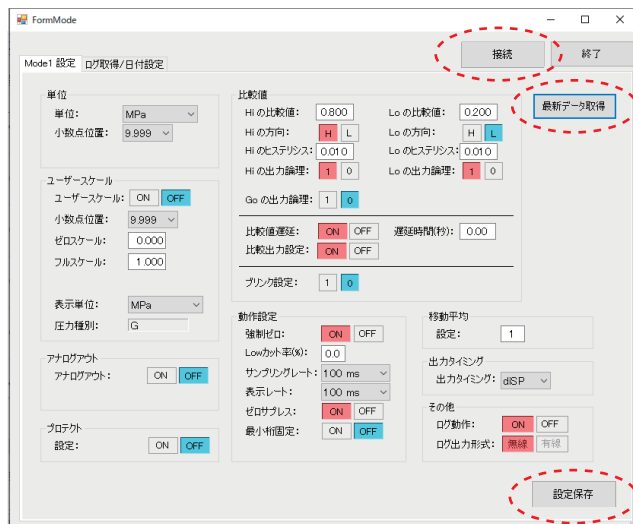 FormMode
接続 終了
Mode1 設定 ログ取得/日付設定
最新データ取得
単位
単位: MPa
小数点位置: 9.999
ユーザースケール
ユーザースケール: ON OFF
小数点位置: 9.999
ゼロスケール: 0.000
フルスケール: 1.000
表示単位: MPa
圧力種別: G
アナログアウト
アナログアウト: ON OFF
プロテクト
設定: ON OFF
比較値
Hi の比較値: 0.800 Lo の比較値: 0.200
Hi の方向: H L Lo の方向: H L
Hi のヒステリシス: 0.010 Lo のヒステリシス: 0.010
Hi の出力論理: 1 0 Lo の出力論理: 1 0
Go の出力論理: 1 0
比較値遅延: ON OFF 遅延時間(秒): 0.00
比較出力設定: ON OFF
ブリンク設定: 1 0
動作設定
強制ゼロ: ON OFF
Lowカット率(%): 0.0
サンプリングレート: 100 ms
表示レート: 100 ms
ゼロサプレス: ON OFF
最小桁固定: ON OFF
移動平均
設定: 1
出力タイミング
出力タイミング: diSP
その他
ログ動作: ON OFF
ログ出力形式: 無線 有線
設定保存